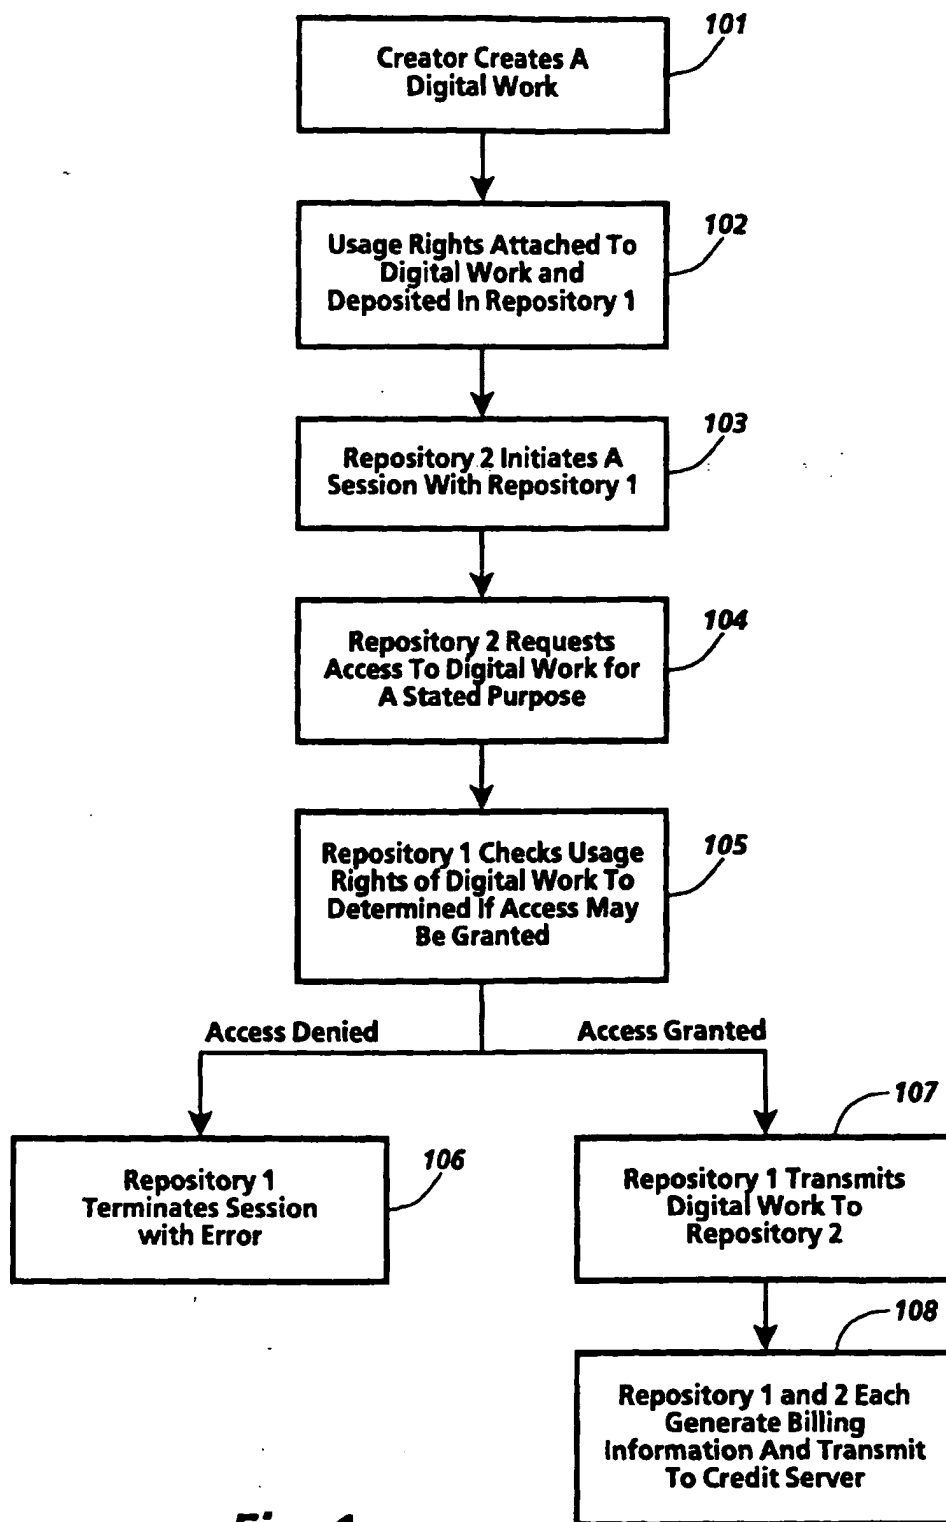 101
Creator Creates A
Digital Work
102
Usage Rights Attached To
Digital Work and
Deposited In Repository 1
103
Repository 2 Initiates A
Session With Repository 1
104
Repository 2 Requests
Access To Digital Work for
A Stated Purpose
105
Repository 1 Checks Usage
Rights of Digital Work To
Determined If Access May
Be Granted
Access Denied
Access Granted
106
Repository 1
Terminates Session
with Error
107
Repository 1 Transmits
Digital Work To
Repository 2
108
Repository 1 and 2 Each
Generate Billing
Information And Transmit
To Credit Server